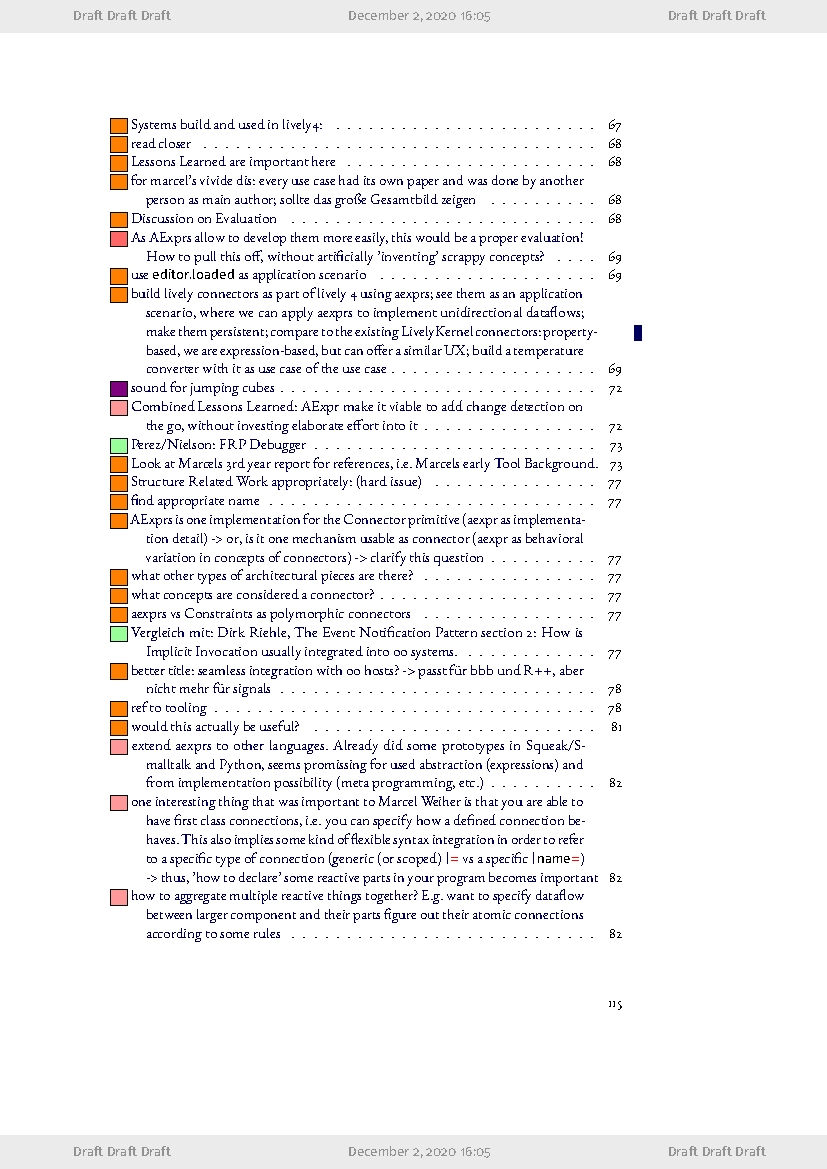 Draft Draft Draft December 2, 2020 16:05 Draft Draft Draft
Systems build and used in lively4: . . . . . . . . . . . . . . . . . . . . . . . . 67
read closer . . . . . . . . . . . . . . . . . . . . . . . . . . . . . . . . . . . . 68
Lessons Learned are important here . . . . . . . . . . . . . . . . . . . . . . . 68
for marcel's vivide dis: every use case had its own paper and was done by another
person as main author; sollte das große Gesamtbild zeigen . . . . . . . . . . 68
Discussion on Evaluation . . . . . . . . . . . . . . . . . . . . . . . . . . . . 68
As AExprs allow to develop them more easily, this would be a proper evaluation!
How to pull this off, without artificially 'inventing' scrappy concepts? . . . . 69
use editor.loaded as application scenario . . . . . . . . . . . . . . . . . . . . 69
build lively connectors as part of lively 4 using aexprs; see them as an application
scenario, where we can apply aexprs to implement unidirectional dataflows;
make them persistent; compare to the existing LivelyKernel connectors: property-
based, we are expression-based, but can offer a similar UX; build a temperature
converter with it as use case of the use case . . . . . . . . . . . . . . . . . . . 69
sound for jumping cubes . . . . . . . . . . . . . . . . . . . . . . . . . . . . . 72
Combined Lessons Learned: AExpr make it viable to add change detection on
the go, without investing elaborate effort into it . . . . . . . . . . . . . . . . 72
Perez/Nielson: FRP Debugger . . . . . . . . . . . . . . . . . . . . . . . . . . 73
Look at Marcels 3rd year report for references, i.e. Marcels early Tool Background. 73
Structure Related Work appropriately: (hard issue) . . . . . . . . . . . . . . . 77
find appropriate name . . . . . . . . . . . . . . . . . . . . . . . . . . . . . . 77
AExprs is one implementation for the Connector primitive (aexpr as implementa-
tion detail) -> or, is it one mechanism usable as connector (aexpr as behavioral
variation in concepts of connectors) -> clarify this question . . . . . . . . . . 77
what other types of architectural pieces are there? . . . . . . . . . . . . . . . . 77
what concepts are considered a connector? . . . . . . . . . . . . . . . . . . . . 77
aexprs vs Constraints as polymorphic connectors . . . . . . . . . . . . . . . . 77
Vergleich mit: Dirk Riehle, The Event Notification Pattern section 2: How is
Implicit Invocation usually integrated into oo systems. . . . . . . . . . . . . 77
better title: seamless integration with oo hosts? -> passt für bbb und R++, aber
nicht mehr für signals . . . . . . . . . . . . . . . . . . . . . . . . . . . . . 78
ref to tooling . . . . . . . . . . . . . . . . . . . . . . . . . . . . . . . . . . . 78
would this actually be useful? . . . . . . . . . . . . . . . . . . . . . . . . . . 81
extend aexprs to other languages. Already did some prototypes in Squeak/S-
malltalk and Python, seems promissing for used abstraction (expressions) and
from implementation possibility (meta programming, etc.) . . . . . . . . . . 82
one interesting thing that was important to Marcel Weiher is that you are able to
have first class connections, i.e. you can specify how a defined connection be-
haves. This also implies some kind of flexible syntax integration in order to refer
to a specific type of connection (generic (or scoped) |= vs a specific |name=)
-> thus, 'how to declare' some reactive parts in your program becomes important 82
how to aggregate multiple reactive things together? E.g. want to specify dataflow
between larger component and their parts figure out their atomic connections
according to some rules . . . . . . . . . . . . . . . . . . . . . . . . . . . . 82
115
Draft Draft Draft December 2, 2020 16:05 Draft Draft Draft